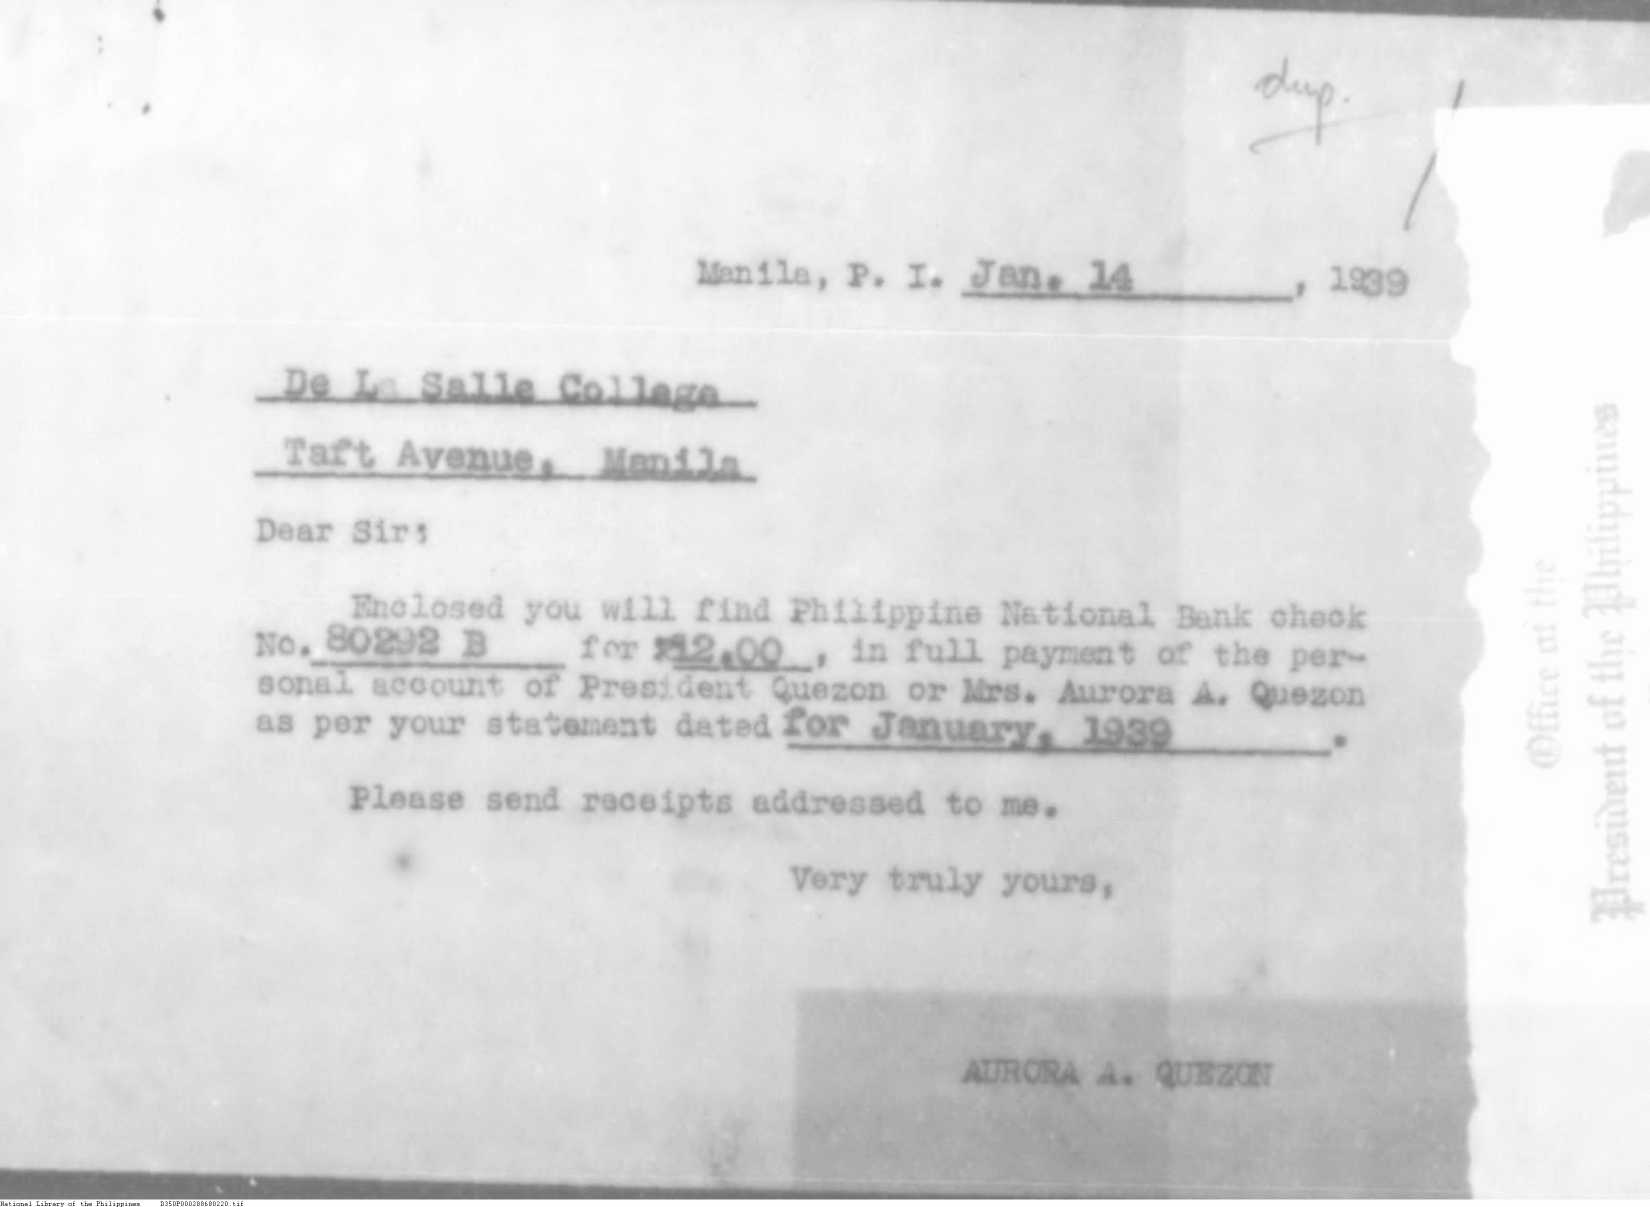 dup.
Manila, P. I. Jan. 14, 1939
De La Salle College
Taft Avenue, Manila
Dear Sir:
Enclosed you will find Philippine National Bank check
No. 80292 B for ₱12.00, in full payment of the per-
sonal account of President Quezon or Mrs. Aurora A. Quezon
as per your statement dated for January, 1939.
Please send receipts addressed to me.
Very truly yours,
AURORA A. QUEZON
Office of the
President of the Philippines
National Library of the Philippines